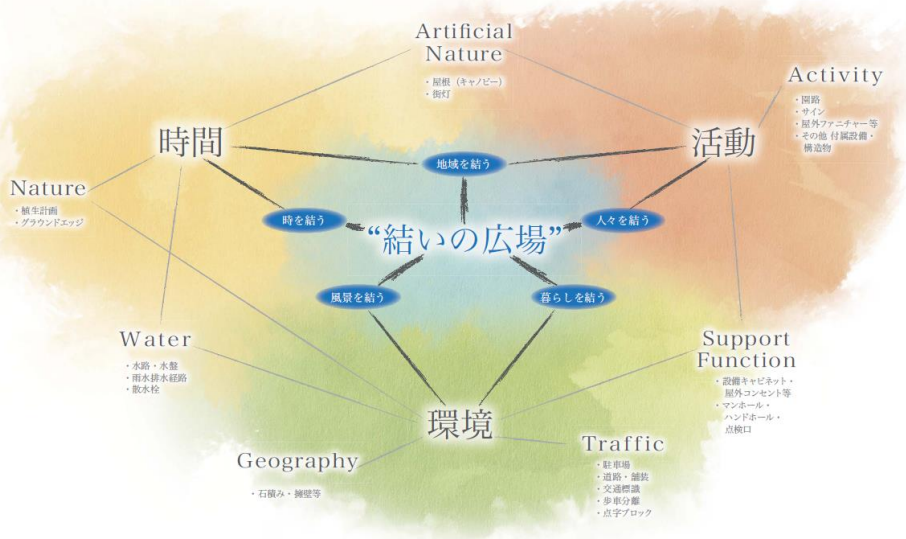 Artificial
Nature
・屋根（キャノピー）
・街灯
Activity
・園路
・サイン
・屋外ファニチャー等
・その他 付属設備・
構造物
時間
活動
地域を結う
Nature
・植生計画
・グラウンドエッジ
時を結う
人々を結う
“結いの広場”
風景を結う
暮らしを結う
Water
・水路・水盤
・雨水排水経路
・散水栓
Support
Function
・設備キャビネット・
屋外コンセント等
・マンホール・
ハンドホール・
点検口
環境
Traffic
・駐車場
・道路・舗装
・交通標識
・歩車分離
・点字ブロック
Geography
・石積み・擁壁等